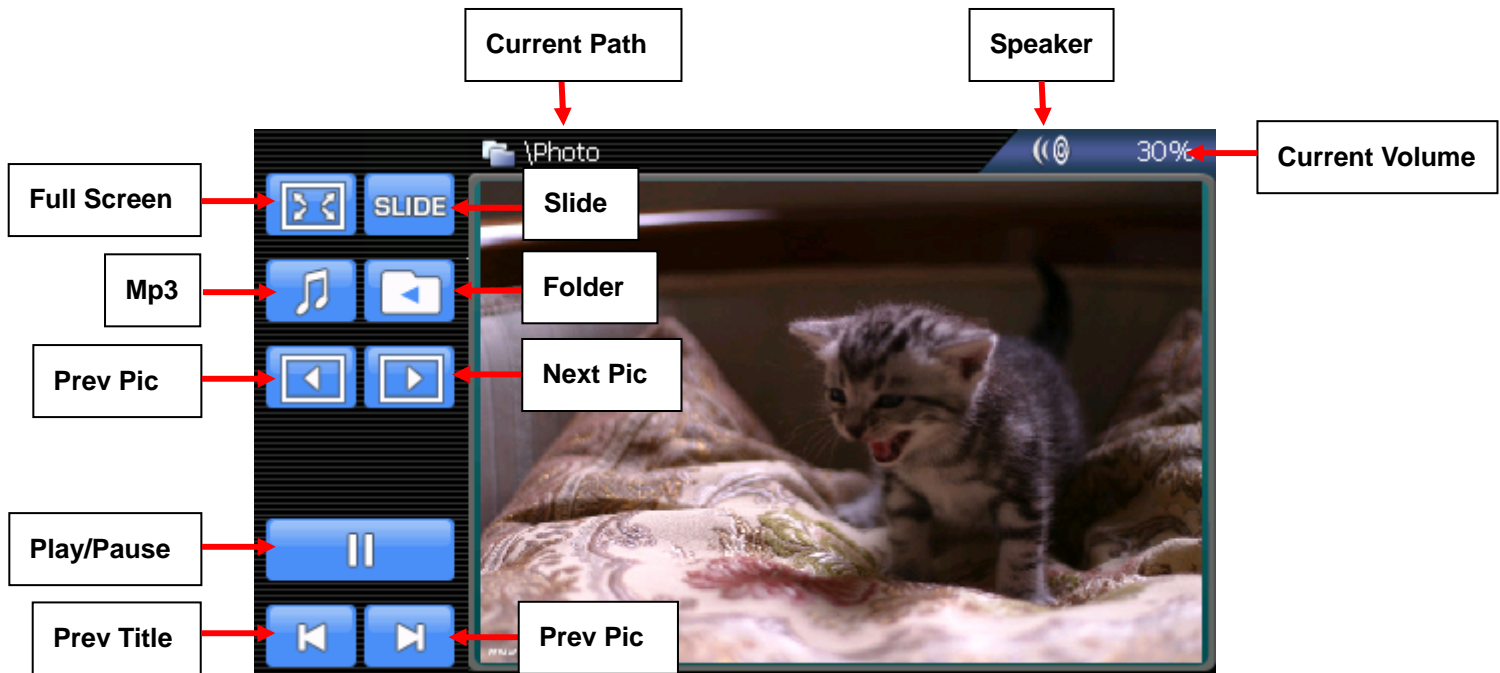 Current Path
Speaker
\Photo
30%
Current Volume
Full Screen
SLIDE
Slide
Mp3
Folder
Prev Pic
Next Pic
Play/Pause
Prev Title
Prev Pic